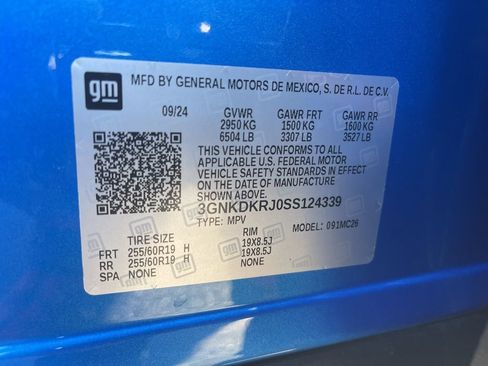 gm
MFD BY GENERAL MOTORS DE MEXICO, S. DE R.L. DE C.V.
09/24 GVWR GAWR FRT GAWR RR
2950 KG 1500 KG 1600 KG
6504 LB 3307 LB 3527 LB
THIS VEHICLE CONFORMS TO ALL
APPLICABLE U.S. FEDERAL MOTOR
VEHICLE SAFETY STANDARDS IN EFFECT
ON THE DATE OF MANUFACTURE SHOWN ABOVE.
3GNKDKRJ0SS124339
TYPE: MPV MODEL: 091MC26
TIRE SIZE RIM
FRT 255/60R19 H 19X8.5J
RR 255/60R19 H 19X8.5J
SPA NONE NONE